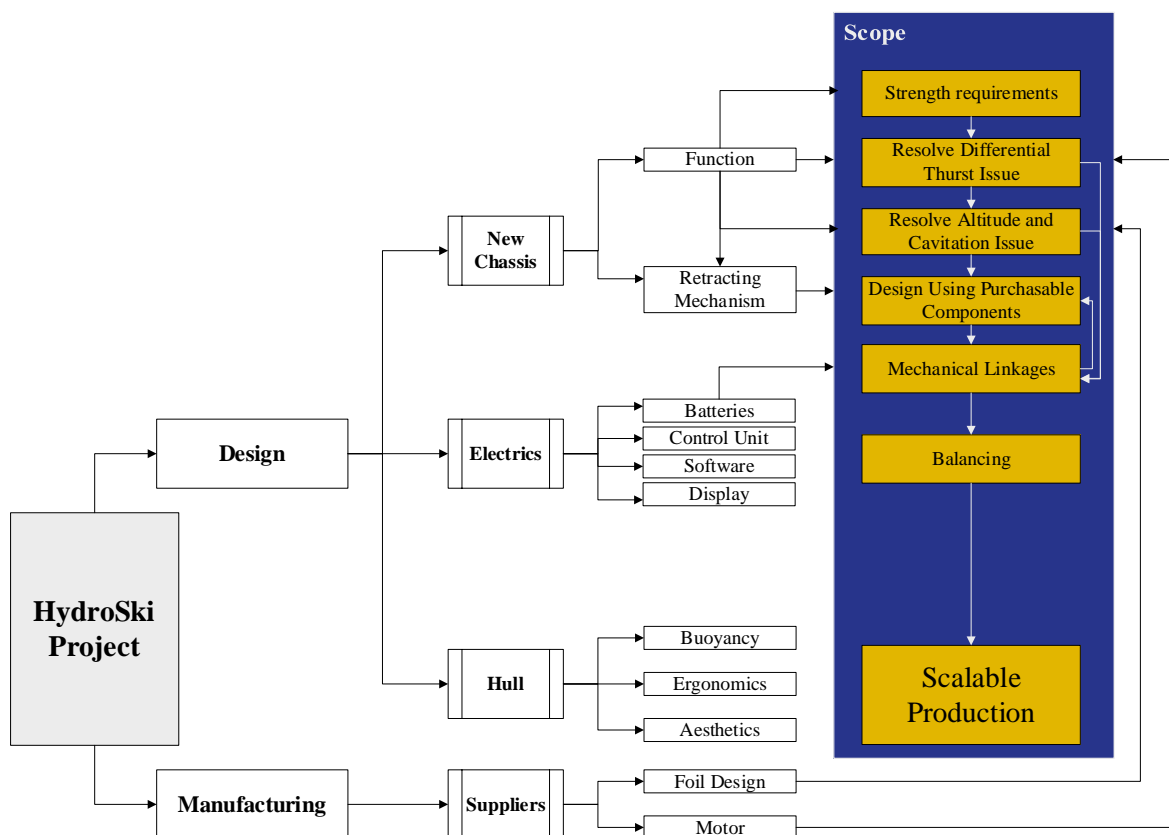 Scope
Strength requirements
Function
Resolve Differential
Thurst Issue
New
Chassis
Resolve Altitude and
Cavitation Issue
Retracting
Mechanism
Design Using Purchasable
Components
Mechanical Linkages
Batteries
Design
Electrics
Control Unit
Software
Display
Balancing
HydroSki
Project
Buoyancy
Hull
Ergonomics
Aesthetics
Scalable
Production
Manufacturing
Suppliers
Foil Design
Motor